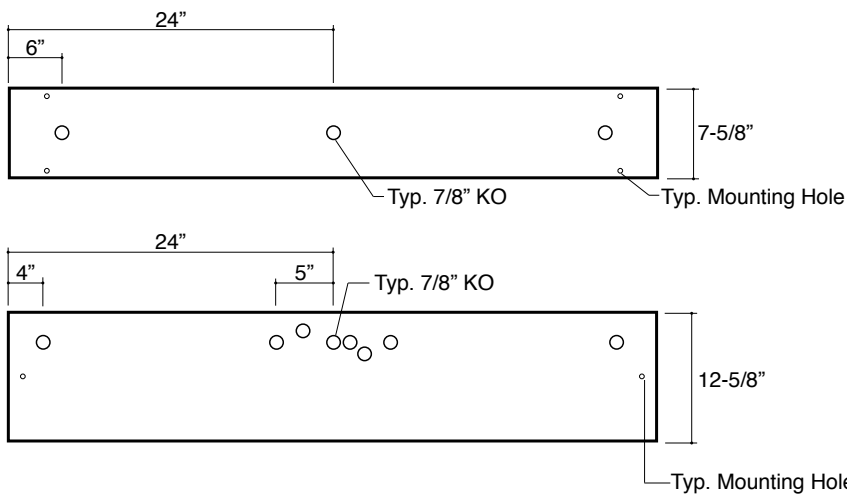 24”
6”
7-5/8”
Typ. 7/8” KO
Typ. Mounting Hole
24”
4”
5”
Typ. 7/8” KO
12-5/8”
Typ. Mounting Hole